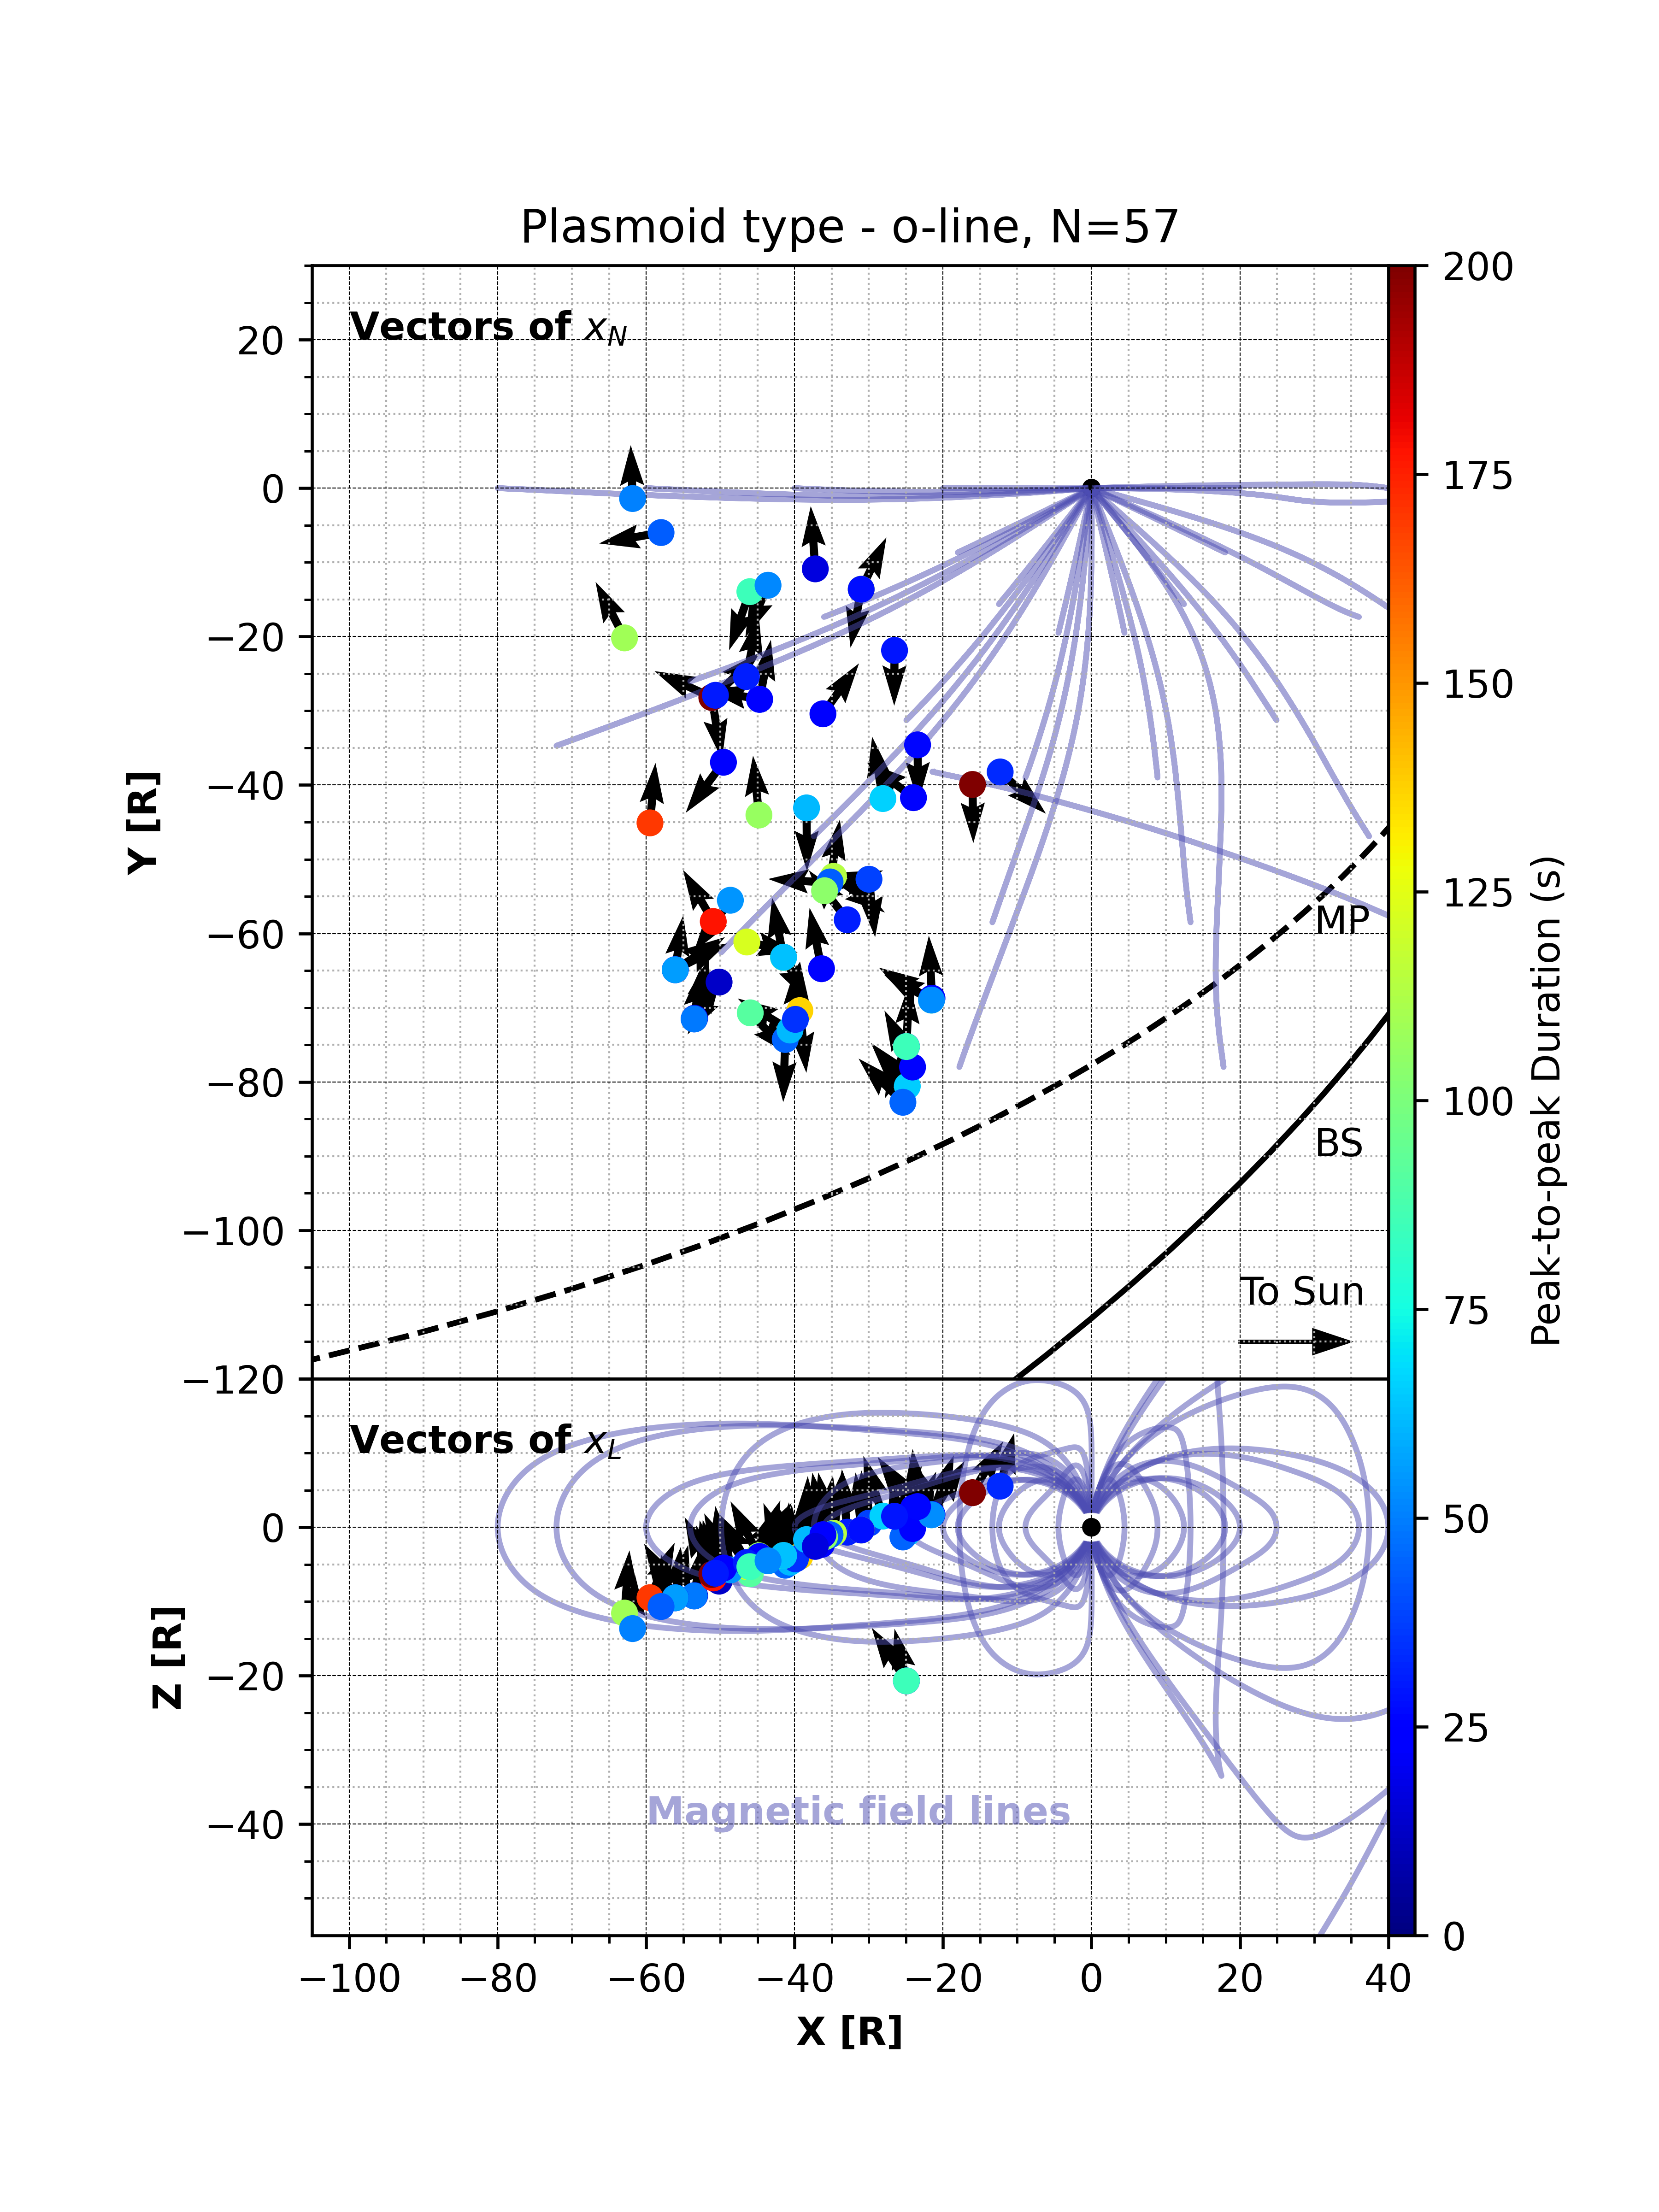 Plasmoid type - o-line, N=57
Vectors of x_N
20
0
−20
−40
−60
−80
−100
−120
Y [R]
MP
BS
To Sun
Vectors of x_L
0
−20
−40
Z [R]
Magnetic field lines
−100
−80
−60
−40
−20
0
20
40
X [R]
200
175
150
125
100
75
50
25
0
Peak-to-peak Duration (s)